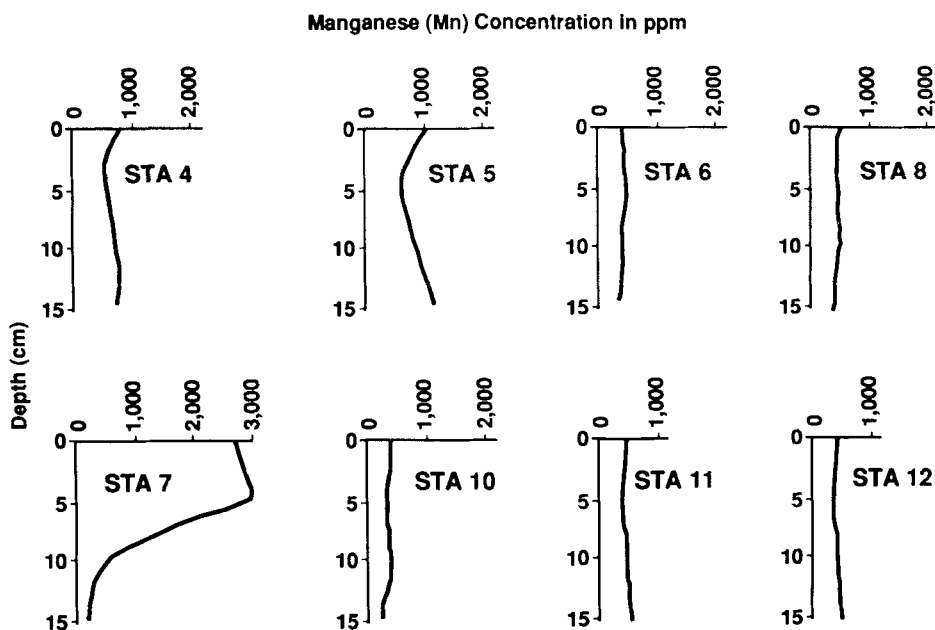 Manganese (Mn) Concentration in ppm
0 1,000 2,000
0 5 10 15
STA 4
0 1,000 2,000
0 5 10 15
STA 5
0 1,000 2,000
0 5 10 15
STA 6
0 1,000 2,000
0 5 10 15
STA 8
Depth (cm)
0 1,000 2,000 3,000
0 5 10 15
STA 7
0 1,000 2,000
0 5 10 15
STA 10
0 1,000
0 5 10 15
STA 11
0 1,000
0 5 10 15
STA 12